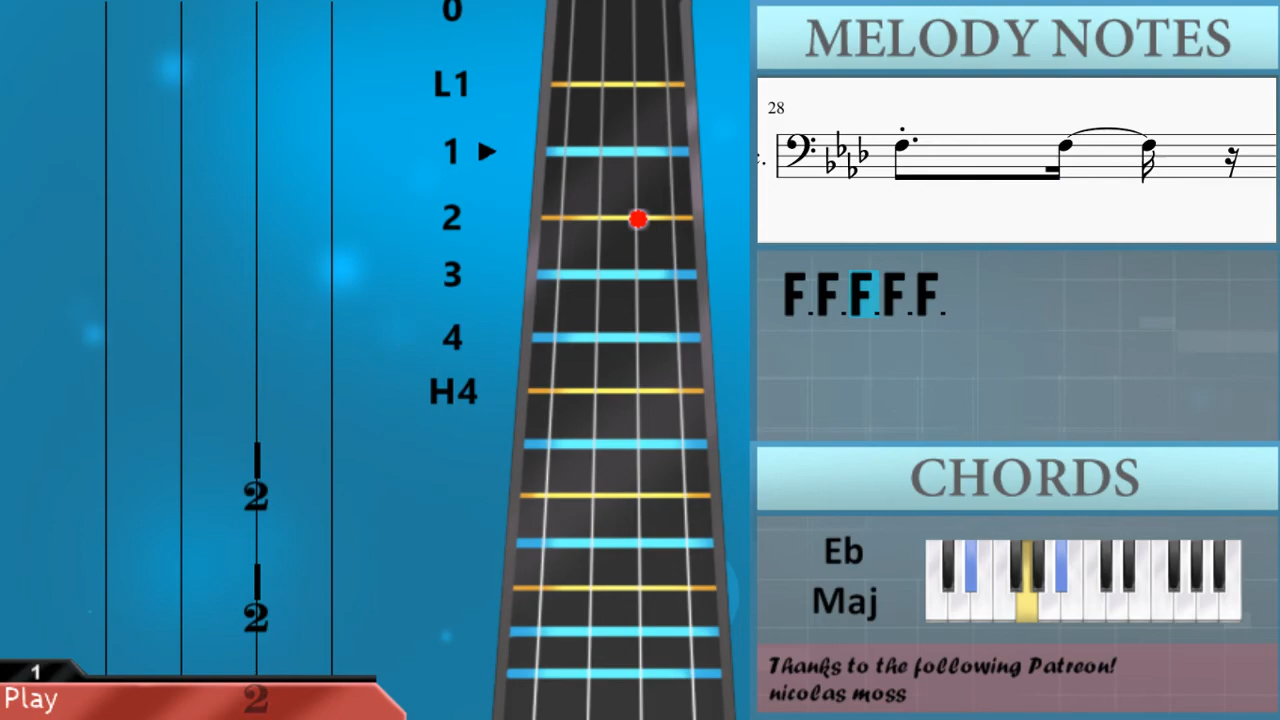 0
L1
1 ►
2
3
4
H4
2
2
1
Play
2
MELODY NOTES
28
F.F.F.F.F.
CHORDS
Eb
Maj
Thanks to the following Patreon!
nicolas moss